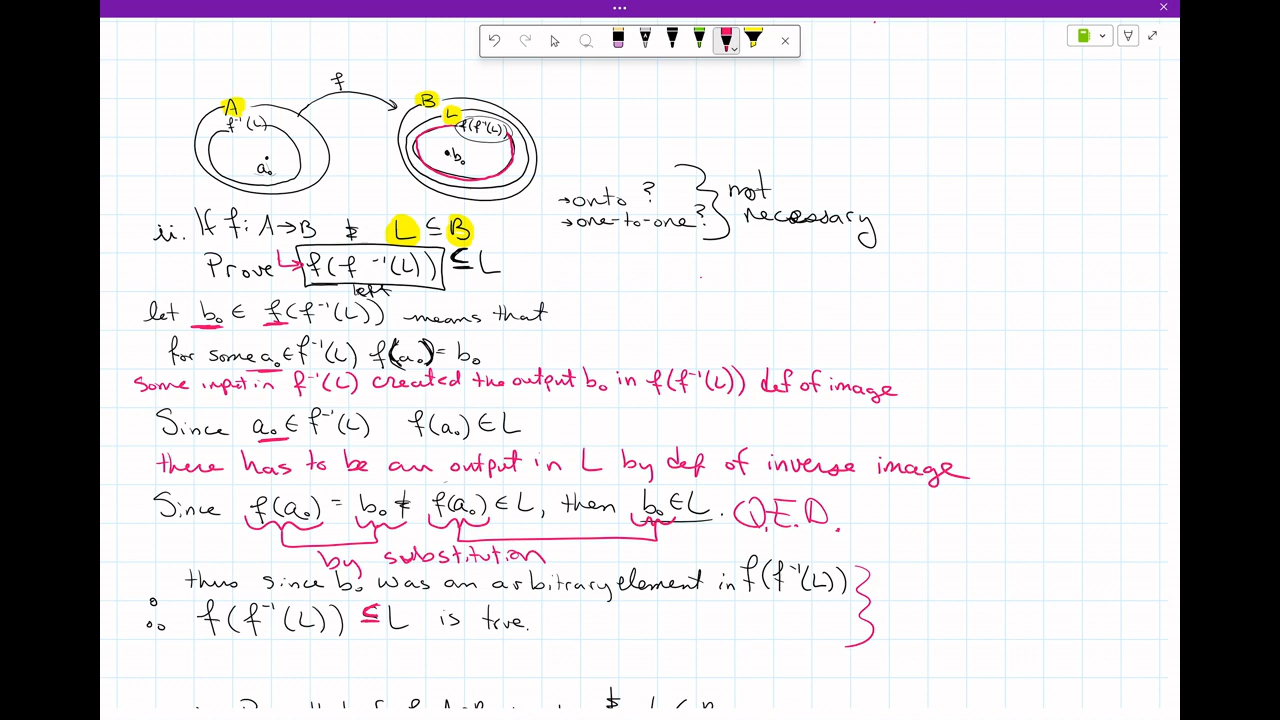 f
A
B
f⁻¹(L)
L
f(f⁻¹(L))
a₀
b₀
→onto ?
→one-to-one?
not
necessary
ii. If f: A→B & L ⊆ B
Prove L→ f(f⁻¹(L)) ⊆ L
left
let b₀ ∈ f(f⁻¹(L)) means that
for some a₀ ∈ f⁻¹(L) f(a₀) = b₀
some input in f⁻¹(L) created the output b₀ in f(f⁻¹(L)) def of image
Since a₀ ∈ f⁻¹(L) f(a₀) ∈ L
there has to be an output in L by def of inverse image
Since f(a₀) = b₀ & f(a₀) ∈ L, then b₀ ∈ L. Q.E.D.
by substitution
thus since b₀ was an arbitrary element in f(f⁻¹(L))
∴ f(f⁻¹(L)) ⊆ L is true.